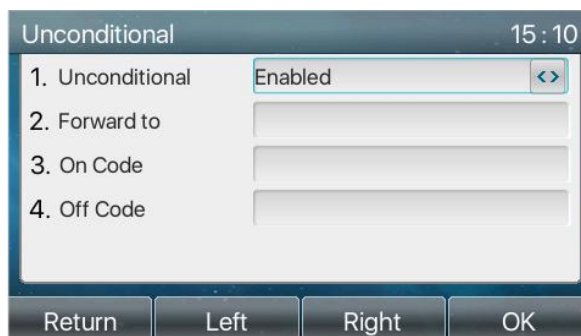 Unconditional 15:10
1. Unconditional Enabled <>
2. Forward to
3. On Code
4. Off Code
Return Left Right OK